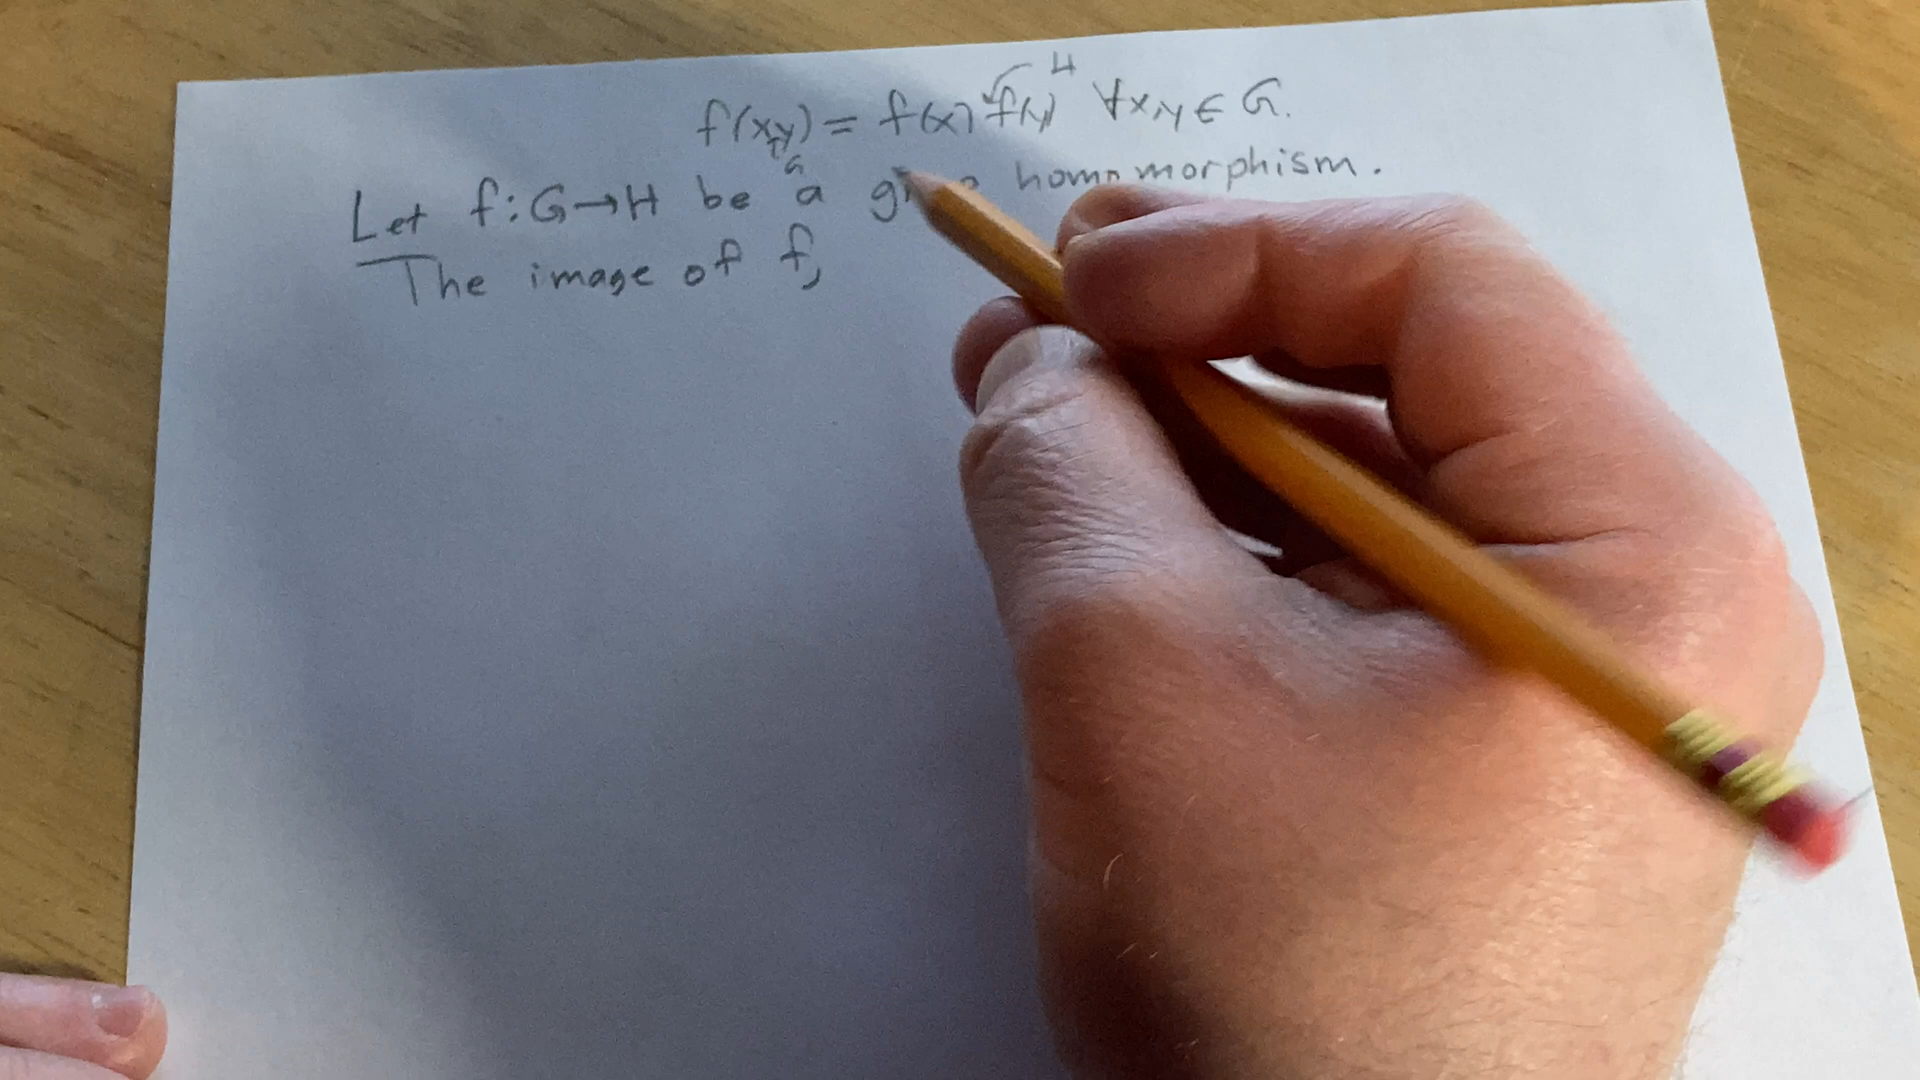 H
f(xy) = f(x) f(y) ∀x,y ∈ G.
G
Let f: G→H be a homomorphism.
The image of f,